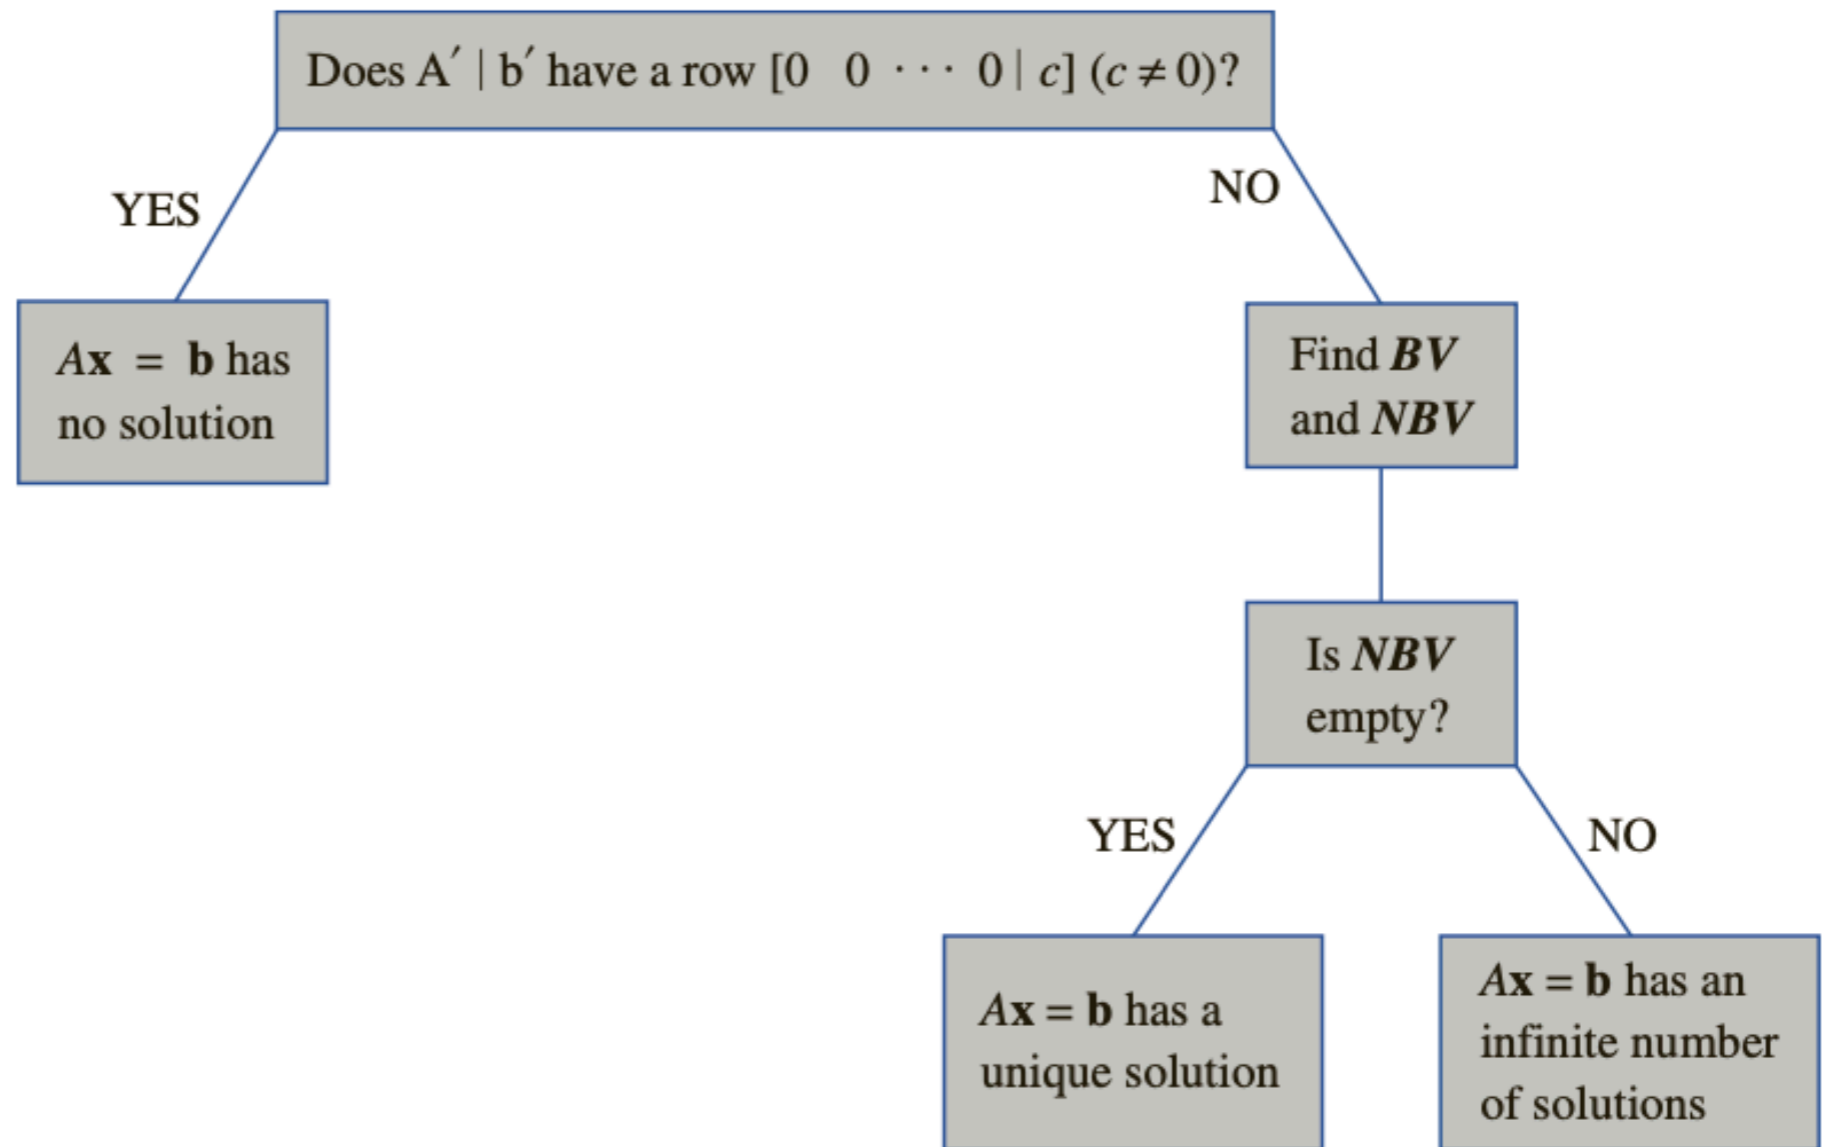 Does A′ | b′ have a row [0 0 · · · 0 | c] (c ≠ 0)?
YES
NO
Ax = b has
no solution
Find BV
and NBV
Is NBV
empty?
YES
NO
Ax = b has a
unique solution
Ax = b has an
infinite number
of solutions